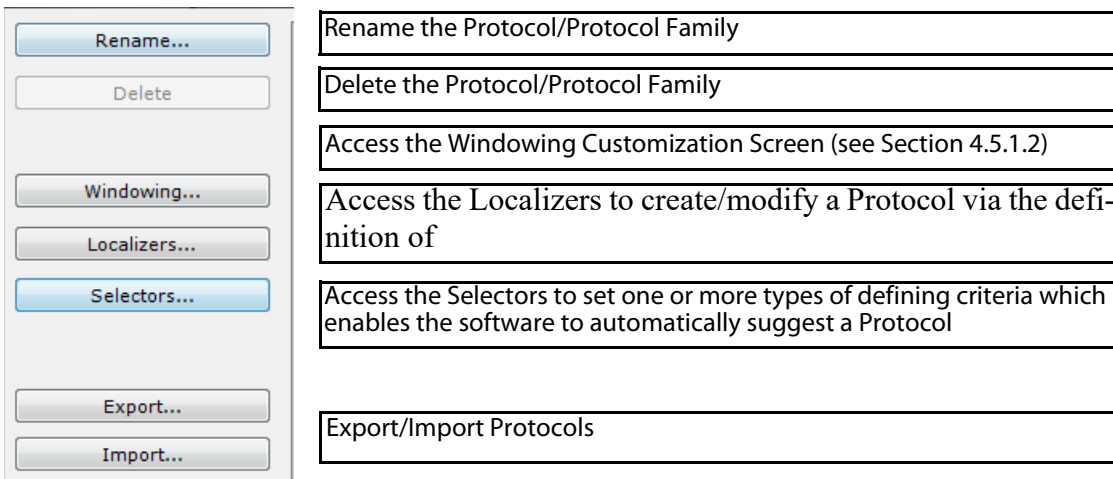 Rename...
Rename the Protocol/Protocol Family
Delete
Delete the Protocol/Protocol Family
Access the Windowing Customization Screen (see Section 4.5.1.2)
Windowing...
Access the Localizers to create/modify a Protocol via the defi-
nition of
Localizers...
Selectors...
Access the Selectors to set one or more types of defining criteria which
enables the software to automatically suggest a Protocol
Export...
Export/Import Protocols
Import...